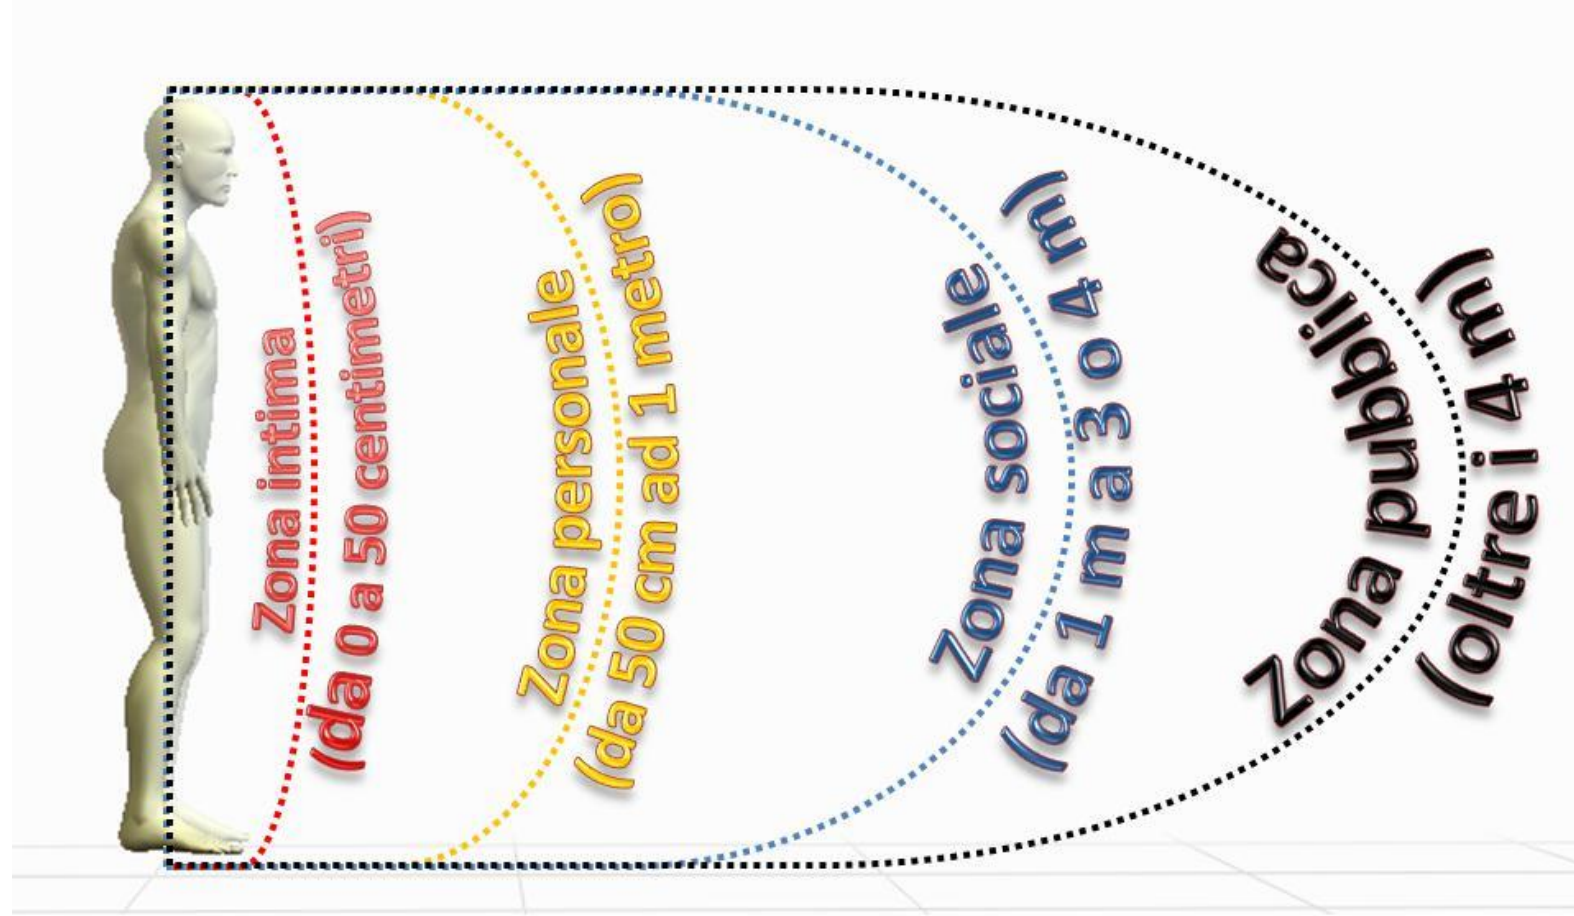 Zona intima
(da 0 a 50 centimetri)
Zona personale
(da 50 cm ad 1 metro)
Zona sociale
(da 1 m a 3 o 4 m)
Zona pubblica
(oltre i 4 m)